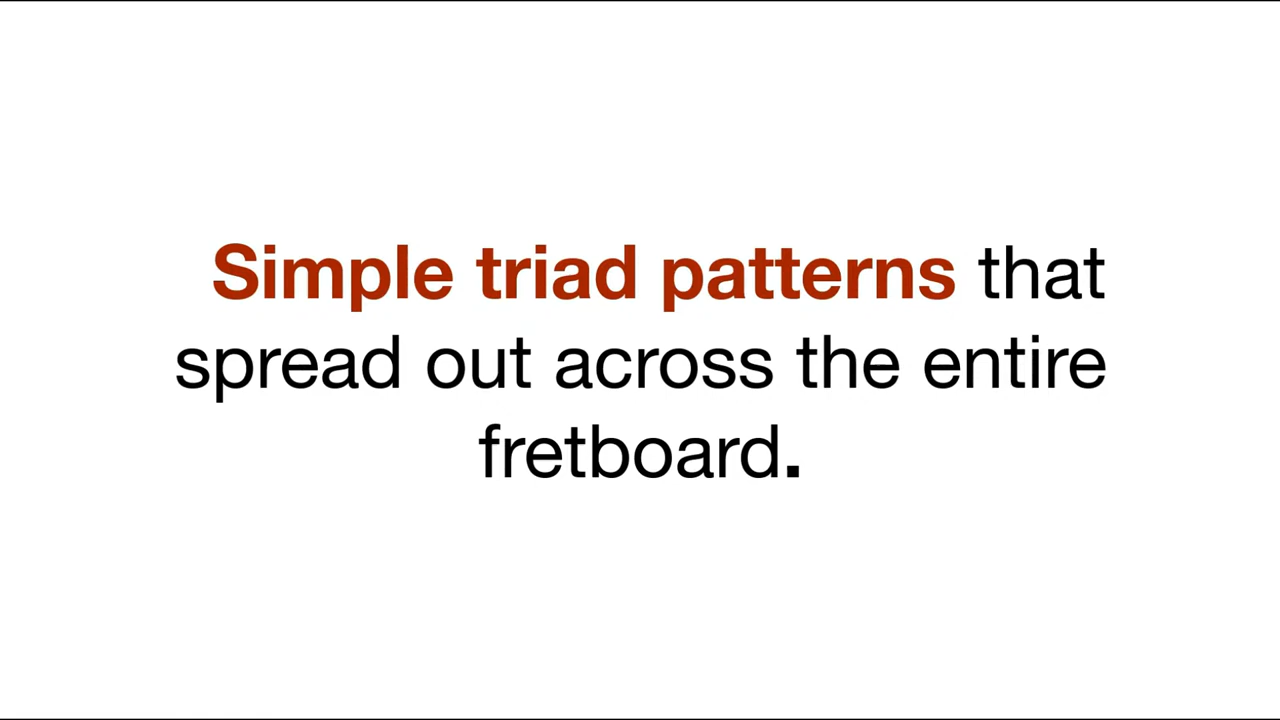 Simple triad patterns that
spread out across the entire
fretboard.